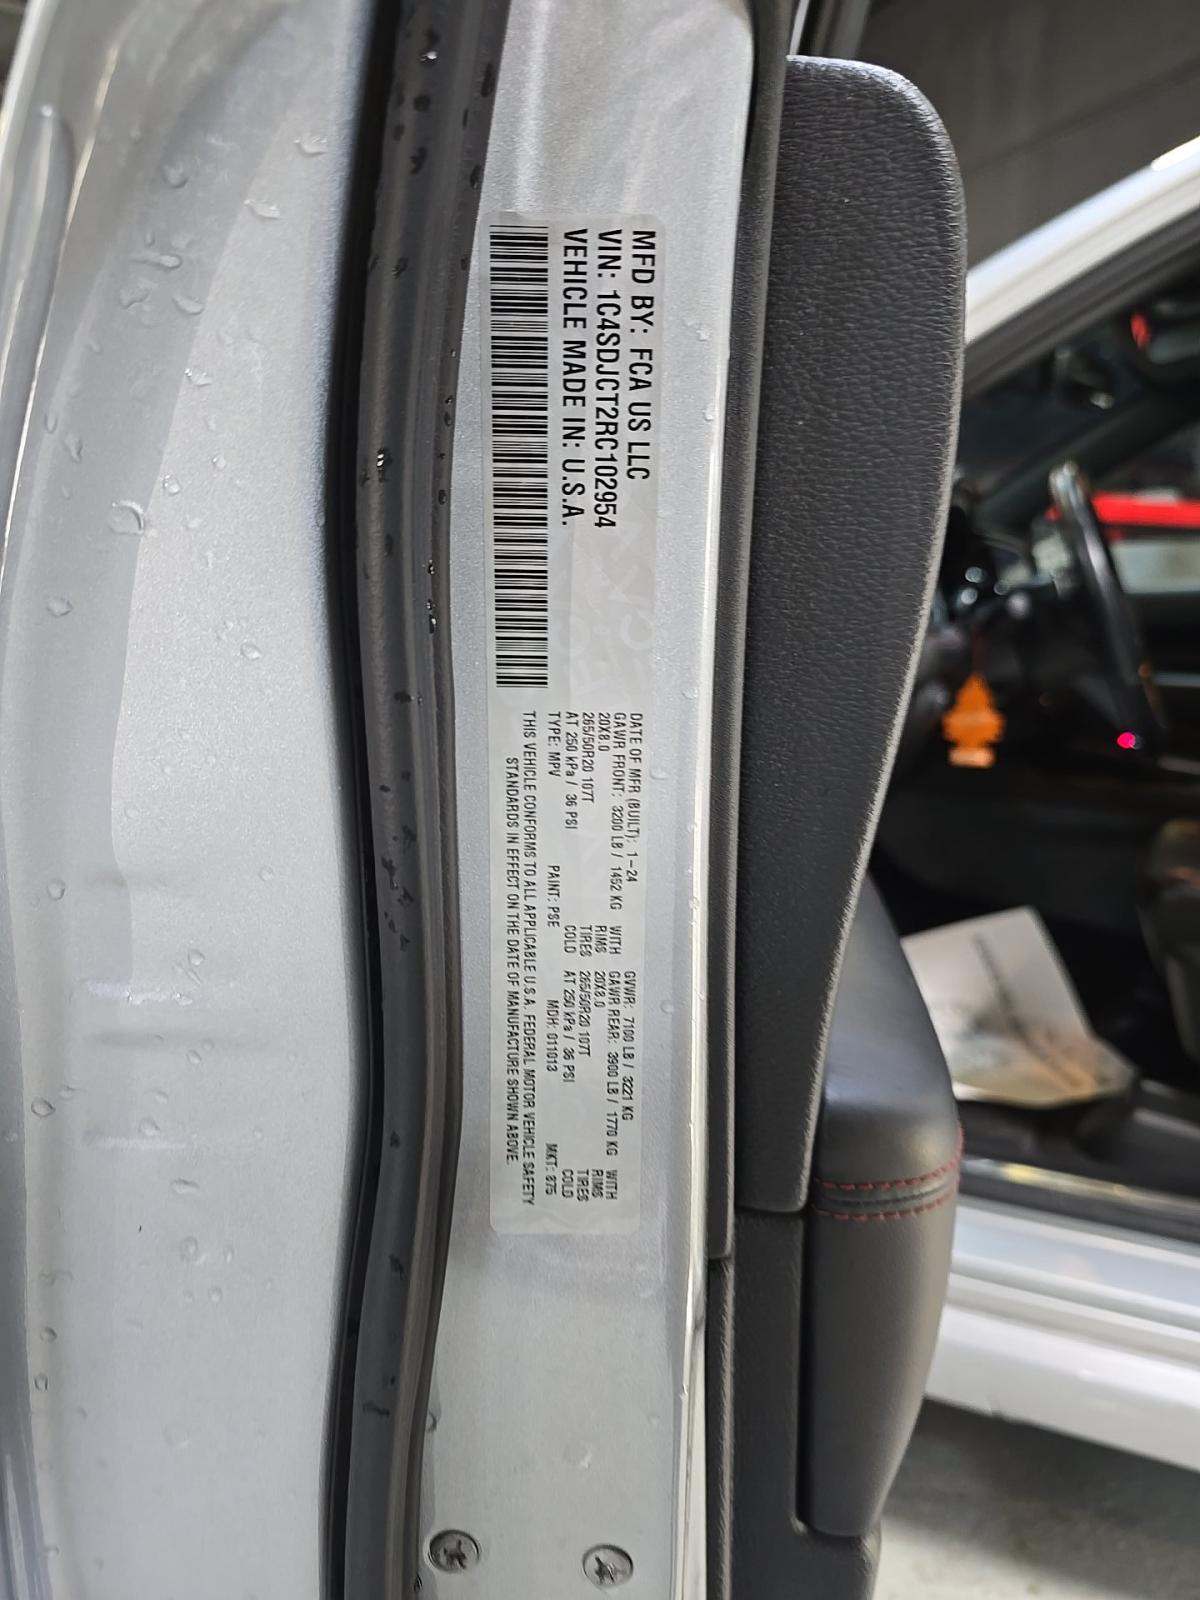 MFD BY: FCA US LLC
VIN: 1C4SDJCT2RC102954
VEHICLE MADE IN: U.S.A.
DATE OF MFR (BUILT): 1-24
GVWR: 7100 LB / 3221 KG
GAWR FRONT: 3200 LB / 1452 KG WITH
GAWR REAR: 3900 LB / 1770 KG WITH
20X8.0 RIMS
20X8.0 RIMS
265/50R20 107T TIRES
265/50R20 107T TIRES
AT 250 kPa / 36 PSI COLD
AT 250 kPa / 36 PSI COLD
TYPE: MPV PAINT: PSE MDH: 011013 MKT: 875
THIS VEHICLE CONFORMS TO ALL APPLICABLE U.S.A. FEDERAL MOTOR VEHICLE SAFETY
STANDARDS IN EFFECT ON THE DATE OF MANUFACTURE SHOWN ABOVE.